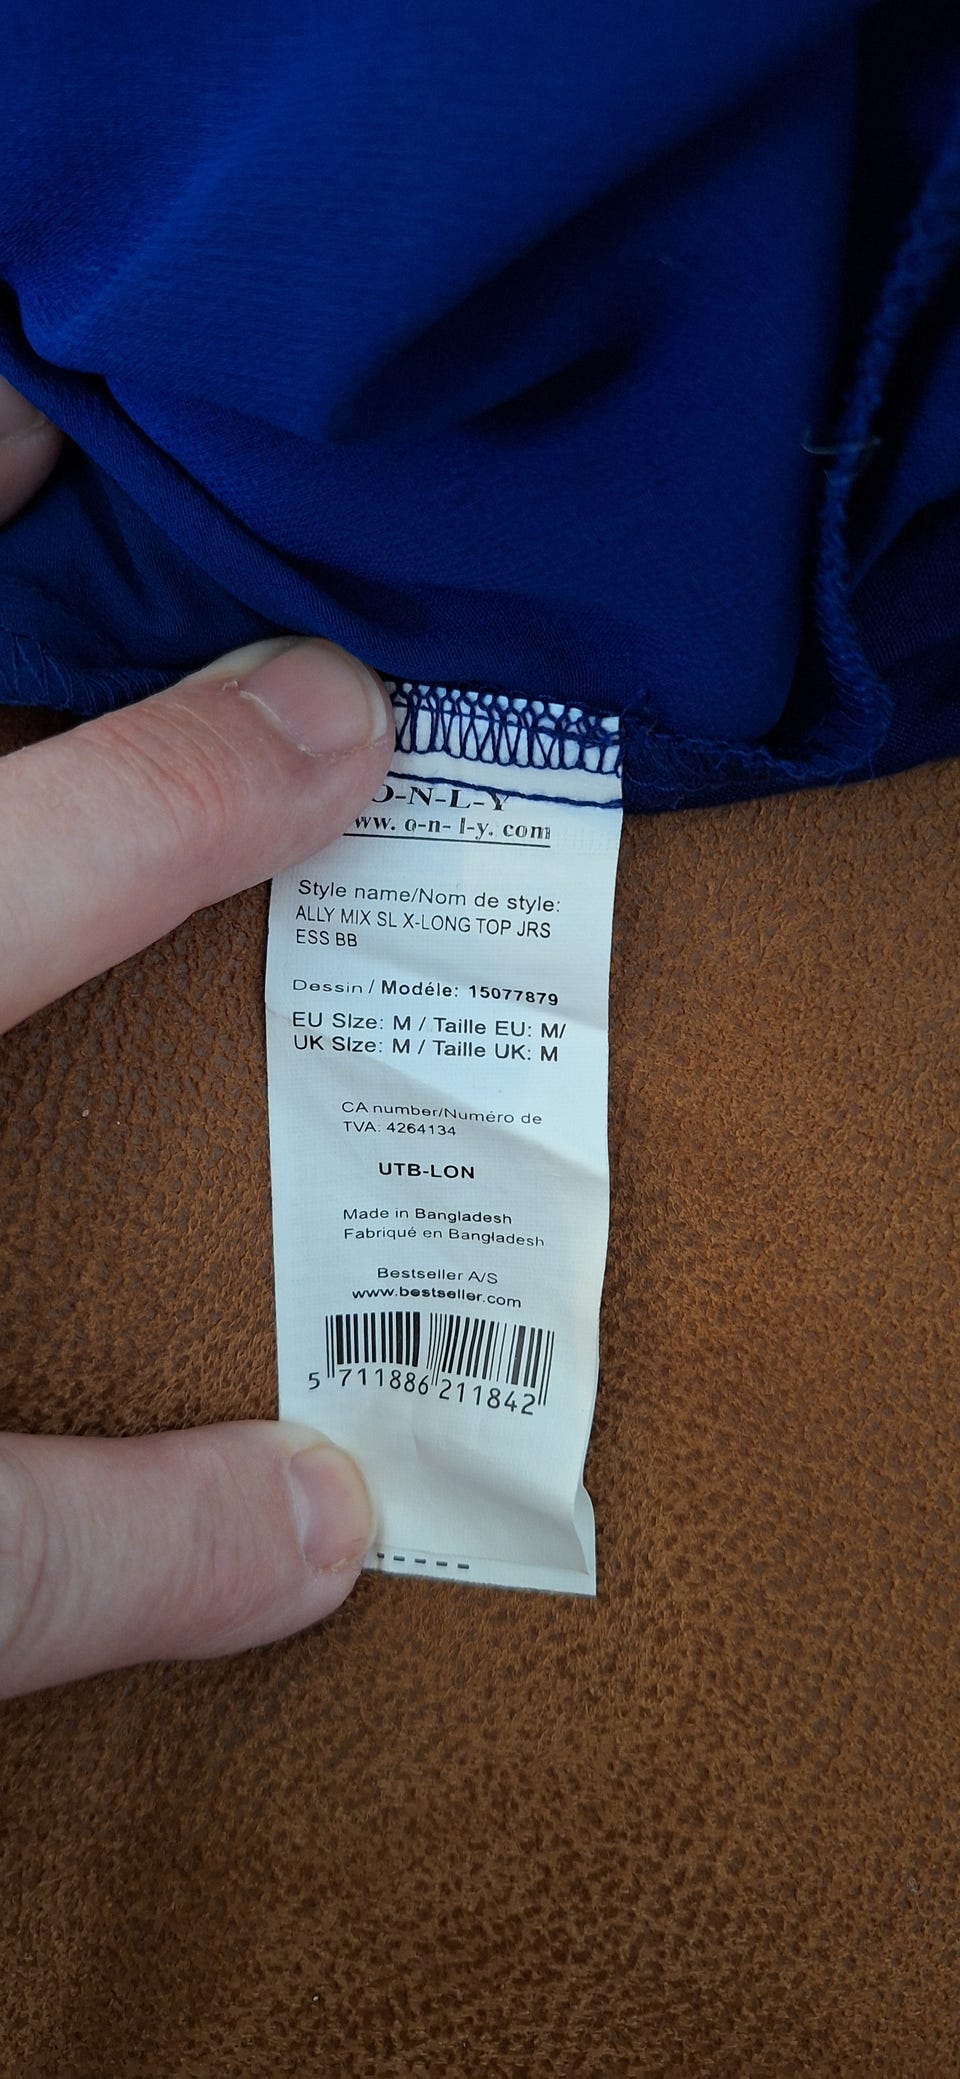 O-N-L-Y
ww. o-n-l-y. com
Style name/Nom de style:
ALLY MIX SL X-LONG TOP JRS
ESS BB
Dessin / Modéle: 15077879
EU SIze: M / Taille EU: M/
UK SIze: M / Taille UK: M
CA number/Numéro de
TVA: 4264134
UTB-LON
Made in Bangladesh
Fabriqué en Bangladesh
Bestseller A/S
www.bestseller.com
5 711886 211842